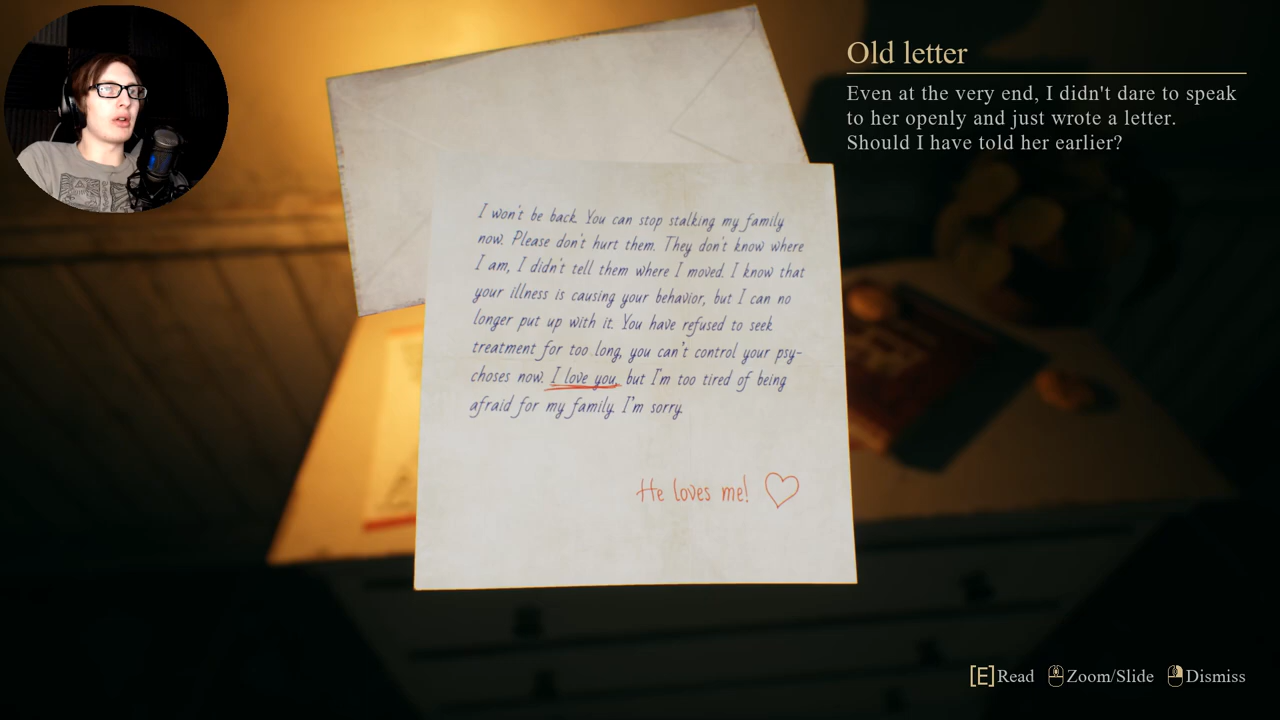 Old letter
Even at the very end, I didn't dare to speak
to her openly and just wrote a letter.
Should I have told her earlier?
I won't be back. You can stop stalking my family
now. Please don't hurt them. They don't know where
I am, I didn't tell them where I moved. I know that
your illness is causing your behavior, but I can no
longer put up with it. You have refused to seek
treatment for too long, you can't control your psy-
choses now. I love you, but I'm too tired of being
afraid for my family. I'm sorry.
He loves me!
[E]Read Zoom/Slide Dismiss